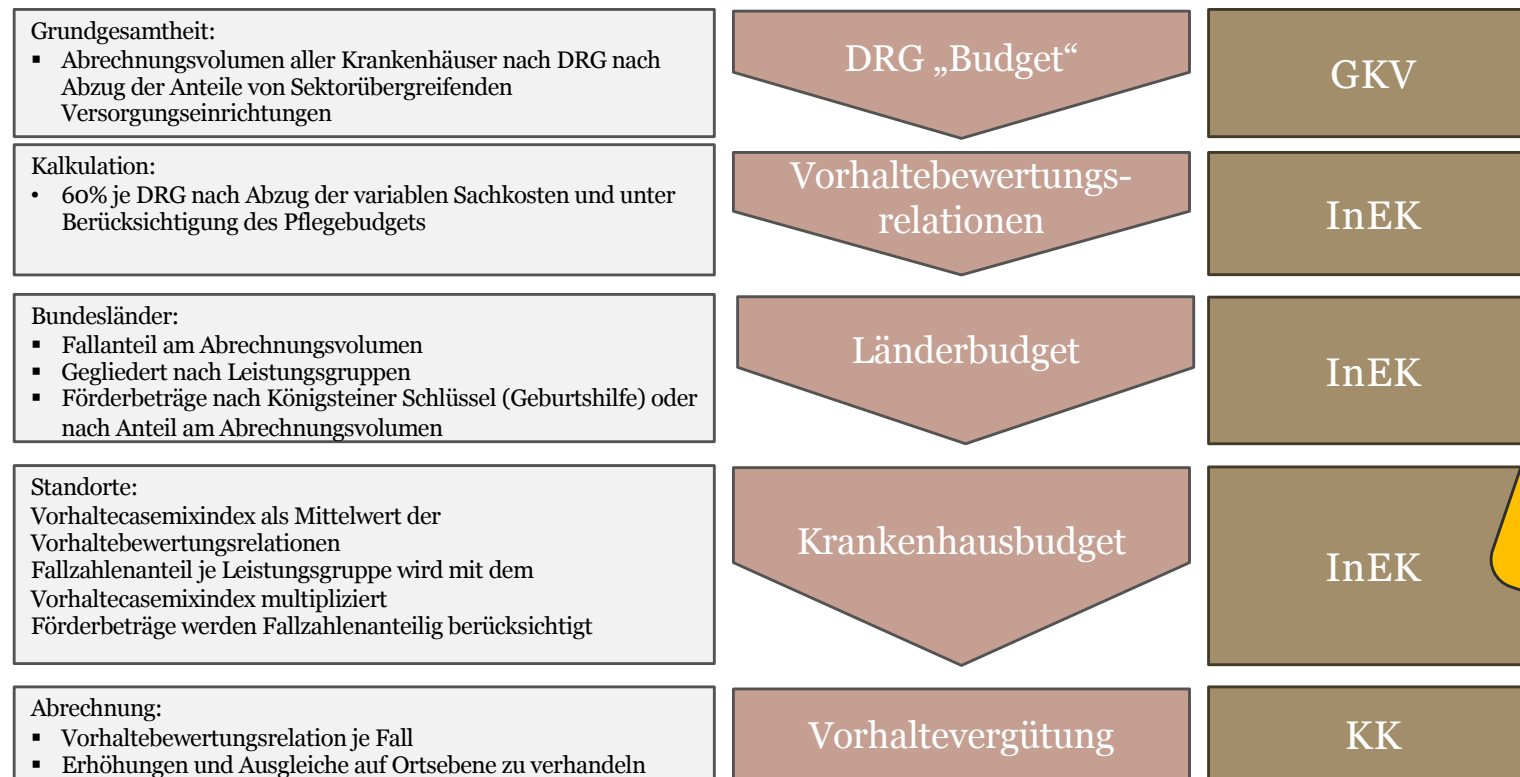 Grundgesamtheit:
▪ Abrechnungsvolumen aller Krankenhäuser nach DRG nach
Abzug der Anteile von Sektorübergreifenden
Versorgungseinrichtungen
DRG „Budget“
GKV
Kalkulation:
• 60% je DRG nach Abzug der variablen Sachkosten und unter
Berücksichtigung des Pflegebudgets
Vorhaltebewertungs-
relationen
InEK
Bundesländer:
▪ Fallanteil am Abrechnungsvolumen
▪ Gegliedert nach Leistungsgruppen
▪ Förderbeträge nach Königsteiner Schlüssel (Geburtshilfe) oder
nach Anteil am Abrechnungsvolumen
Länderbudget
InEK
Standorte:
Vorhaltecasemixindex als Mittelwert der
Vorhaltebewertungsrelationen
Fallzahlenanteil je Leistungsgruppe wird mit dem
Vorhaltecasemixindex multipliziert
Förderbeträge werden Fallzahlenanteilig berücksichtigt
Krankenhausbudget
InEK
Abrechnung:
▪ Vorhaltebewertungsrelation je Fall
▪ Erhöhungen und Ausgleiche auf Ortsebene zu verhandeln
Vorhaltevergütung
KK